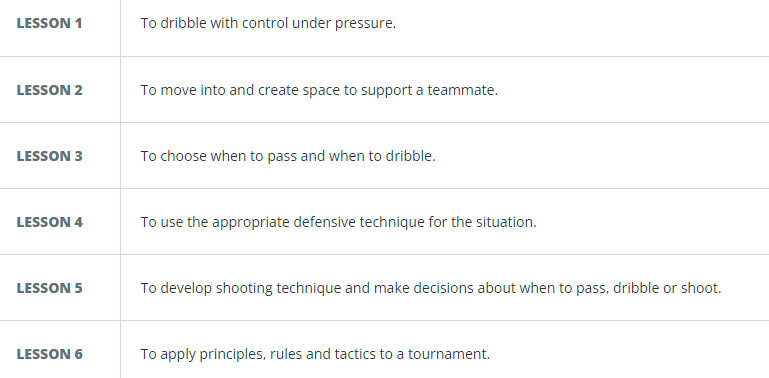 LESSON 1 To dribble with control under pressure.
LESSON 2 To move into and create space to support a teammate.
LESSON 3 To choose when to pass and when to dribble.
LESSON 4 To use the appropriate defensive technique for the situation.
LESSON 5 To develop shooting technique and make decisions about when to pass, dribble or shoot.
LESSON 6 To apply principles, rules and tactics to a tournament.